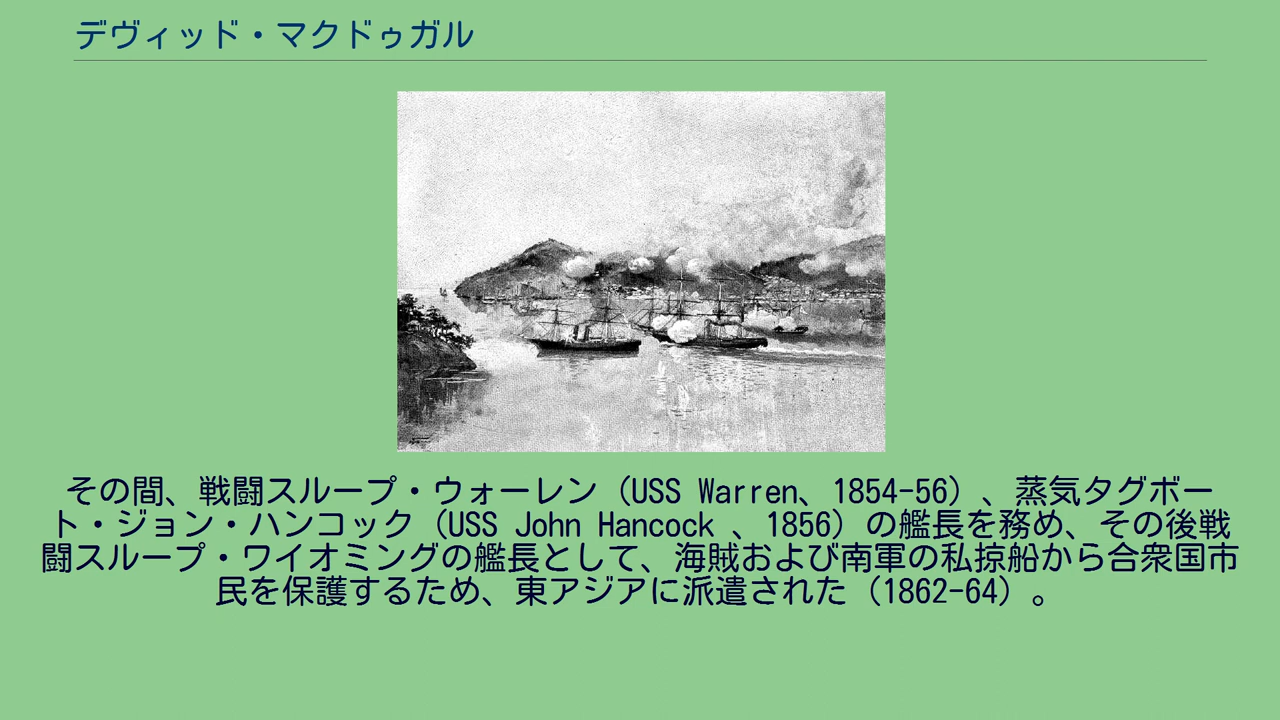 デヴィッド・マクドゥガル
その間、戦闘スループ・ウォーレン（USS Warren、1854-56）、蒸気タグボー
ト・ジョン・ハンコック（USS John Hancock 、1856）の艦長を務め、その後戦
闘スループ・ワイオミングの艦長として、海賊および南軍の私掠船から合衆国市
民を保護するため、東アジアに派遣された（1862-64）。